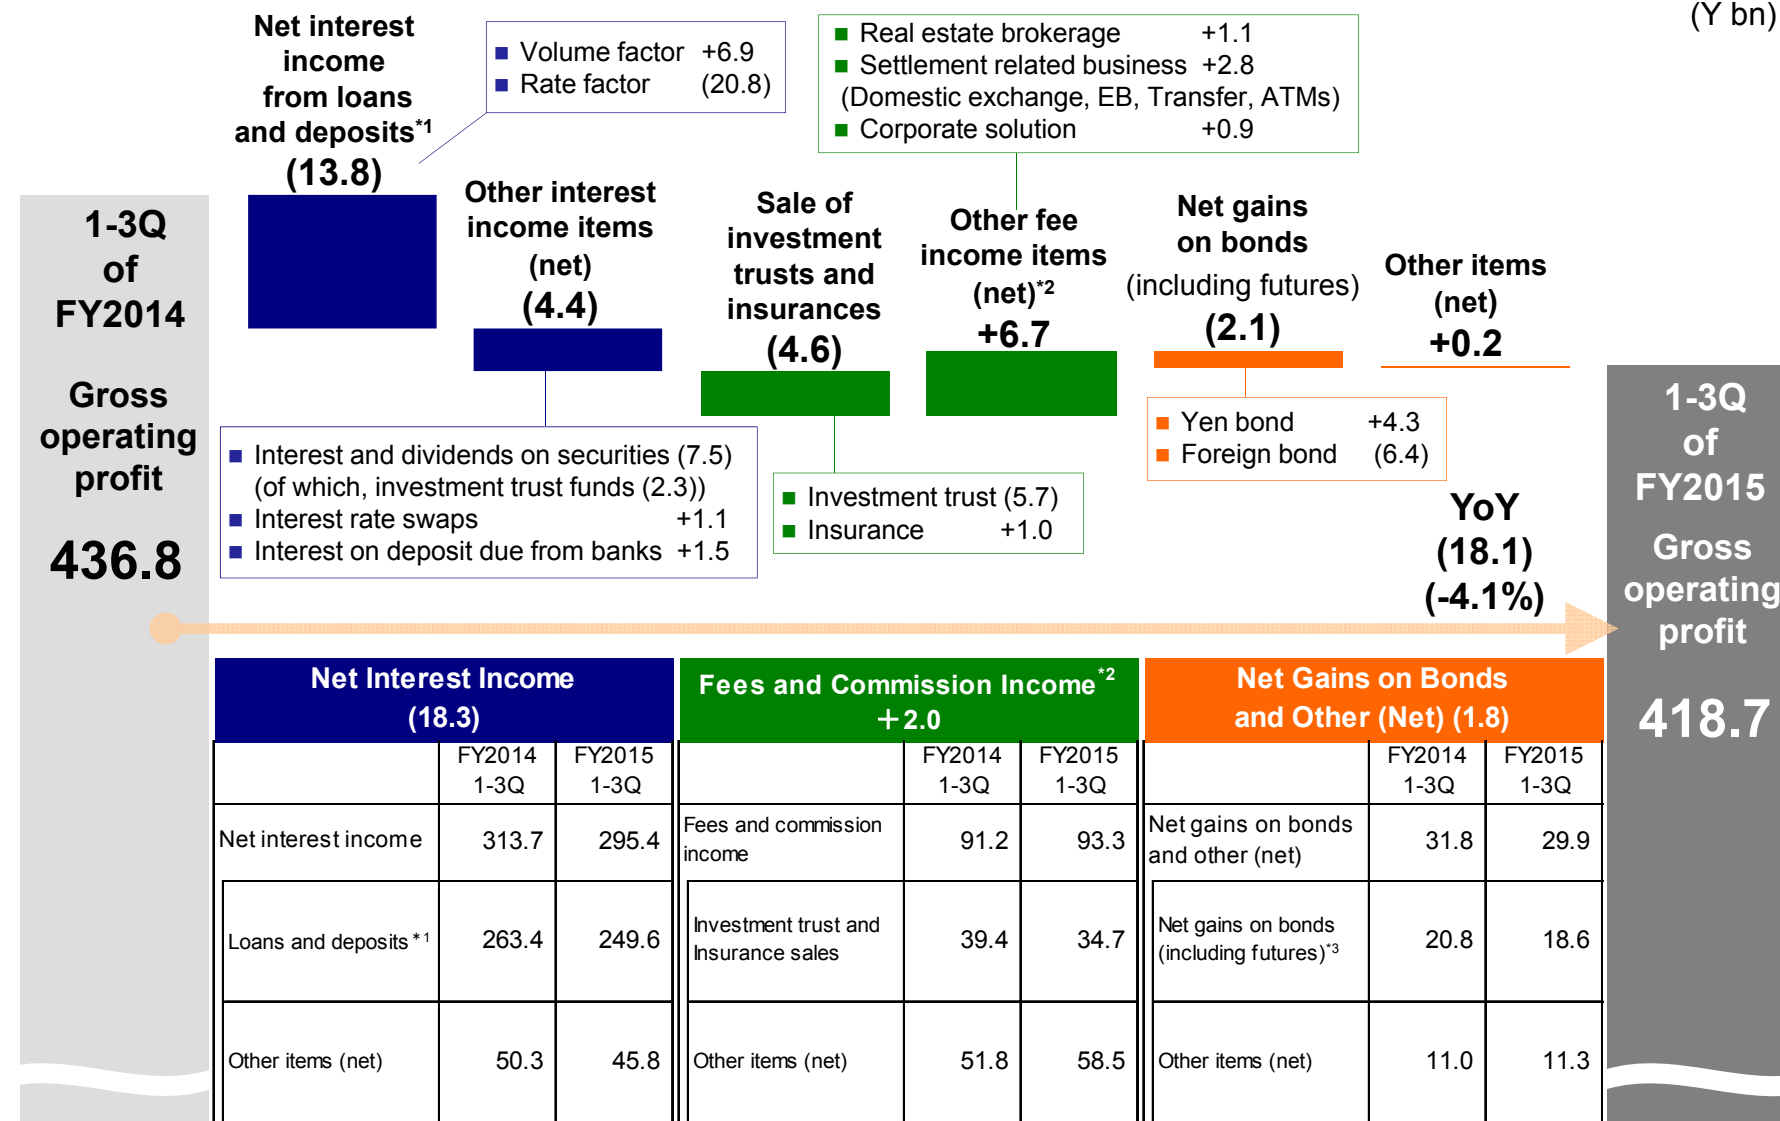 (Y bn)
Net interest
income
from loans
and deposits*1
(13.8)
■ Volume factor +6.9
■ Rate factor (20.8)
■ Real estate brokerage +1.1
■ Settlement related business +2.8
(Domestic exchange, EB, Transfer, ATMs)
■ Corporate solution +0.9
1-3Q
of
FY2014
Gross
operating
profit
436.8
Other interest
income items
(net)
(4.4)
Sale of
investment
trusts and
insurances
(4.6)
Other fee
income items
(net)*2
+6.7
Net gains
on bonds
(including futures)
(2.1)
Other items
(net)
+0.2
■ Interest and dividends on securities (7.5)
(of which, investment trust funds (2.3))
■ Interest rate swaps +1.1
■ Interest on deposit due from banks +1.5
■ Investment trust (5.7)
■ Insurance +1.0
■ Yen bond +4.3
■ Foreign bond (6.4)
YoY
(18.1)
(-4.1%)
1-3Q
of
FY2015
Gross
operating
profit
418.7
Net Interest Income
(18.3)
FY2014 FY2015
1-3Q 1-3Q
Net interest income 313.7 295.4
Loans and deposits*1 263.4 249.6
Other items (net) 50.3 45.8
Fees and Commission Income*2
+2.0
FY2014 FY2015
1-3Q 1-3Q
Fees and commission
income 91.2 93.3
Investment trust and
Insurance sales 39.4 34.7
Other items (net) 51.8 58.5
Net Gains on Bonds
and Other (Net) (1.8)
FY2014 FY2015
1-3Q 1-3Q
Net gains on bonds
and other (net) 31.8 29.9
Net gains on bonds
(including futures)*3 20.8 18.6
Other items (net) 11.0 11.3